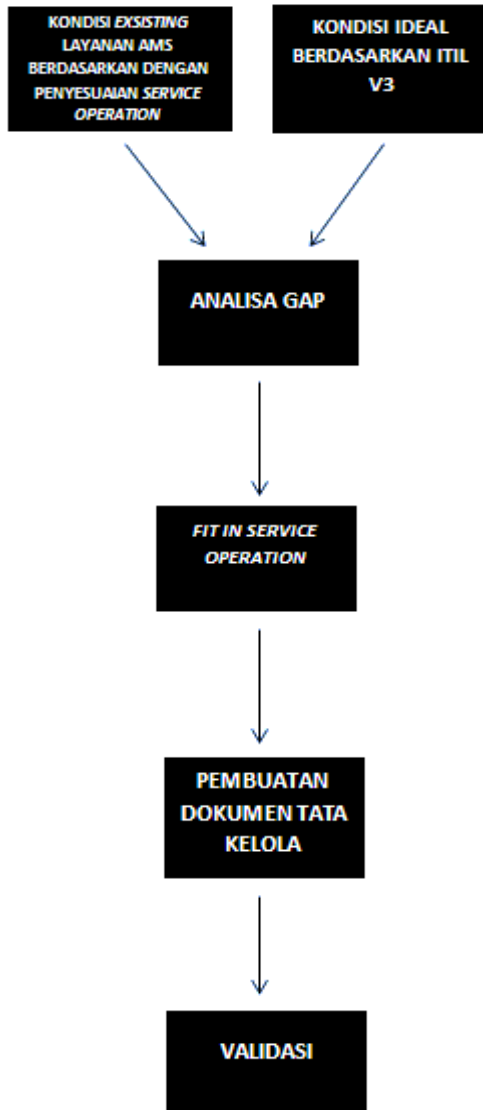 KONDISI EXSISTING
LAYANAN AMS
BERDASARKAN DENGAN
PENYESUAIAN SERVICE
OPERATION
KONDISI IDEAL
BERDASARKAN ITIL
V3
ANALISA GAP
FIT IN SERVICE
OPERATION
PEMBUATAN
DOKUMEN TATA
KELOLA
VALIDASI